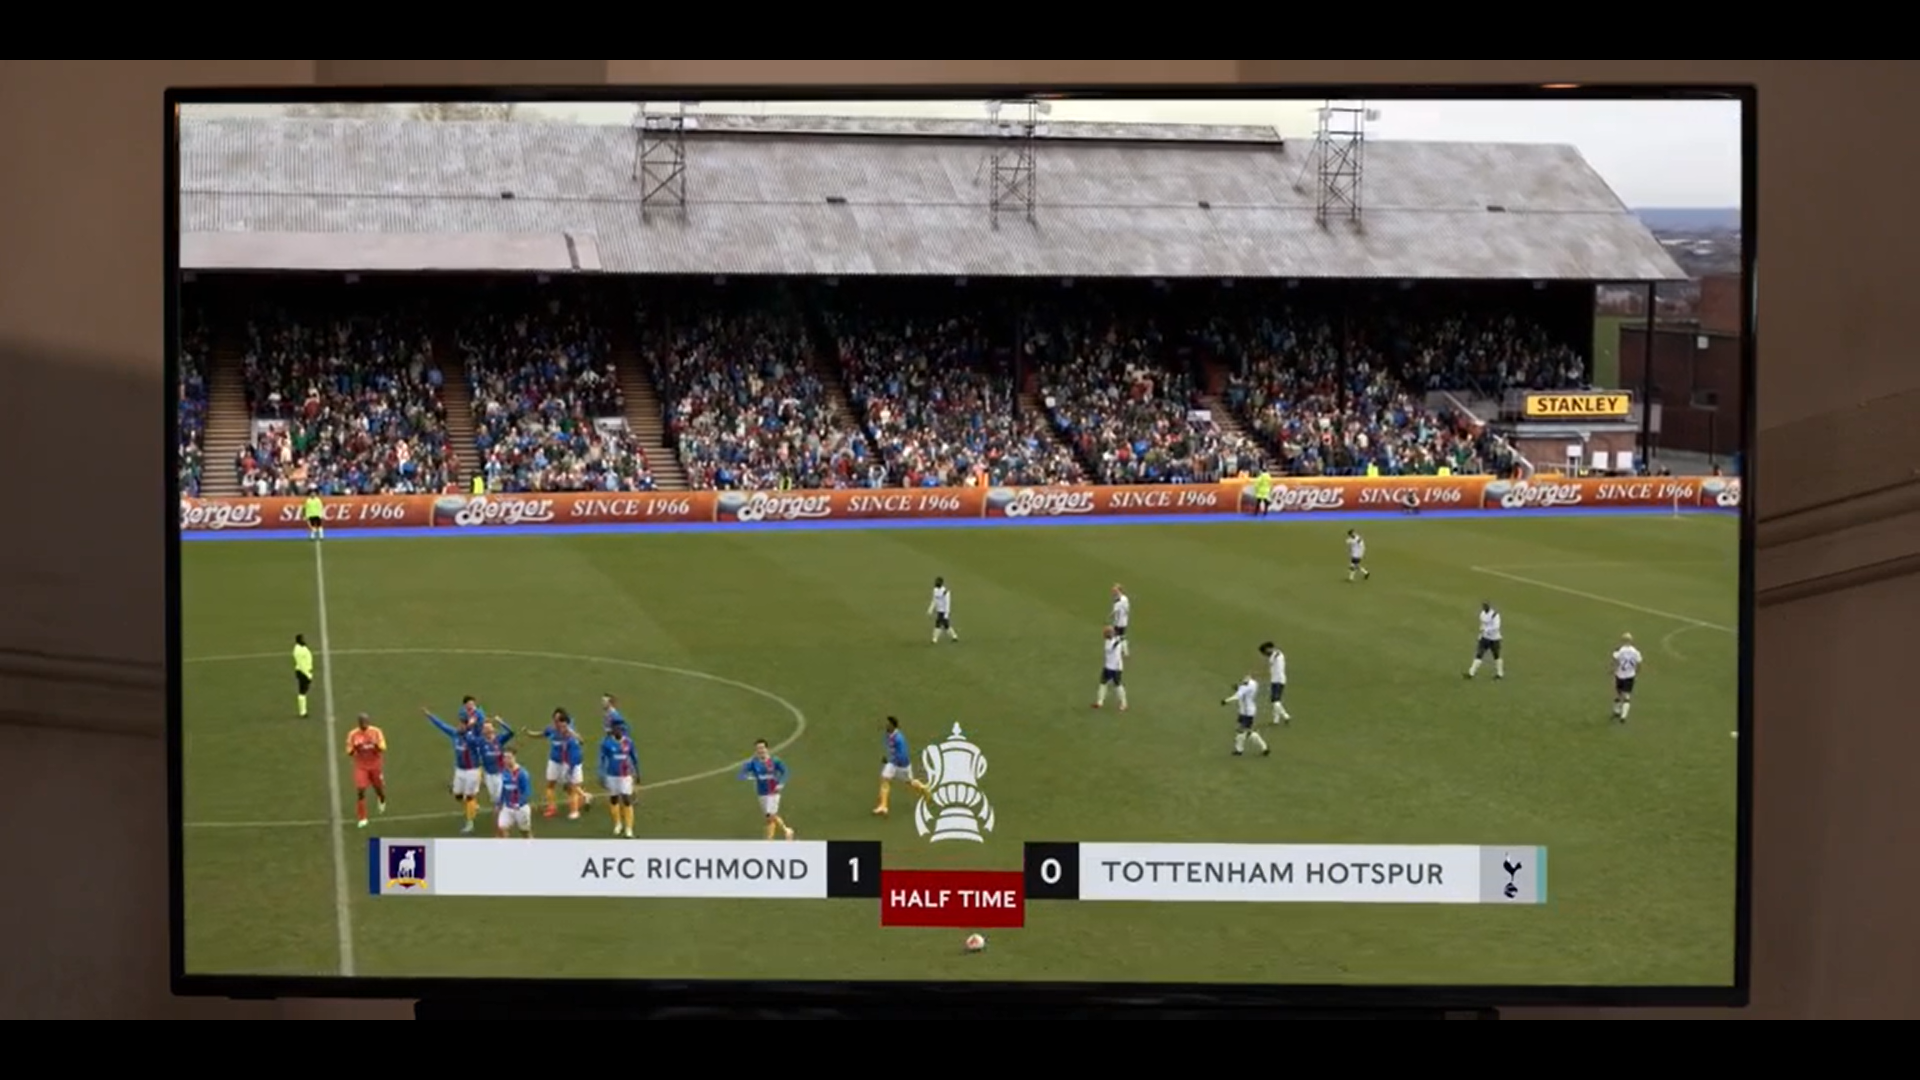 STANLEY
Berger SINCE 1966 Berger SINCE 1966 Berger SINCE 1966 Berger SINCE 1966 Berger SINCE 1966 Berger SINCE 1966
AFC RICHMOND 1 0 TOTTENHAM HOTSPUR
HALF TIME